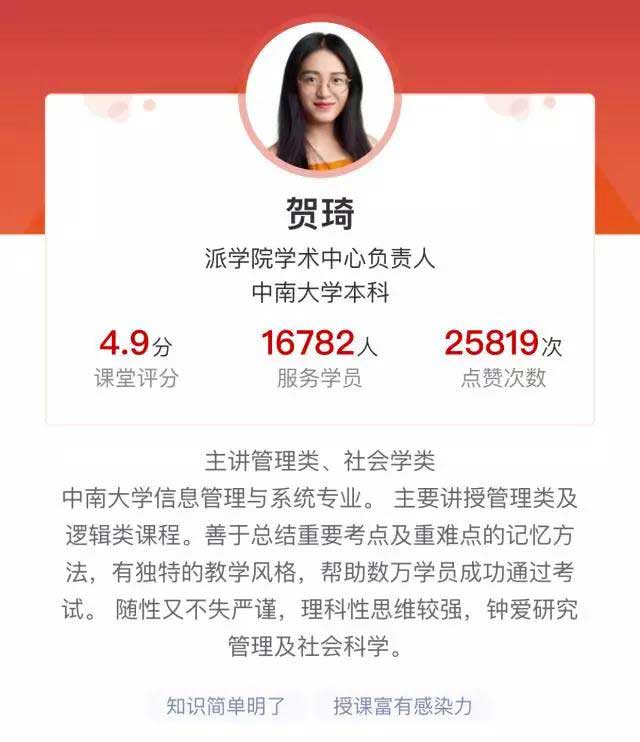 贺琦
派学院学术中心负责人
中南大学本科
4.9分 16782人 25819次
课堂评分 服务学员 点赞次数
主讲管理类、社会学类
中南大学信息管理与系统专业。 主要讲授管理类及
逻辑类课程。善于总结重要考点及重难点的记忆方
法，有独特的教学风格，帮助数万学员成功通过考
试。 随性又不失严谨，理科性思维较强，钟爱研究
管理及社会科学。
知识简单明了 授课富有感染力